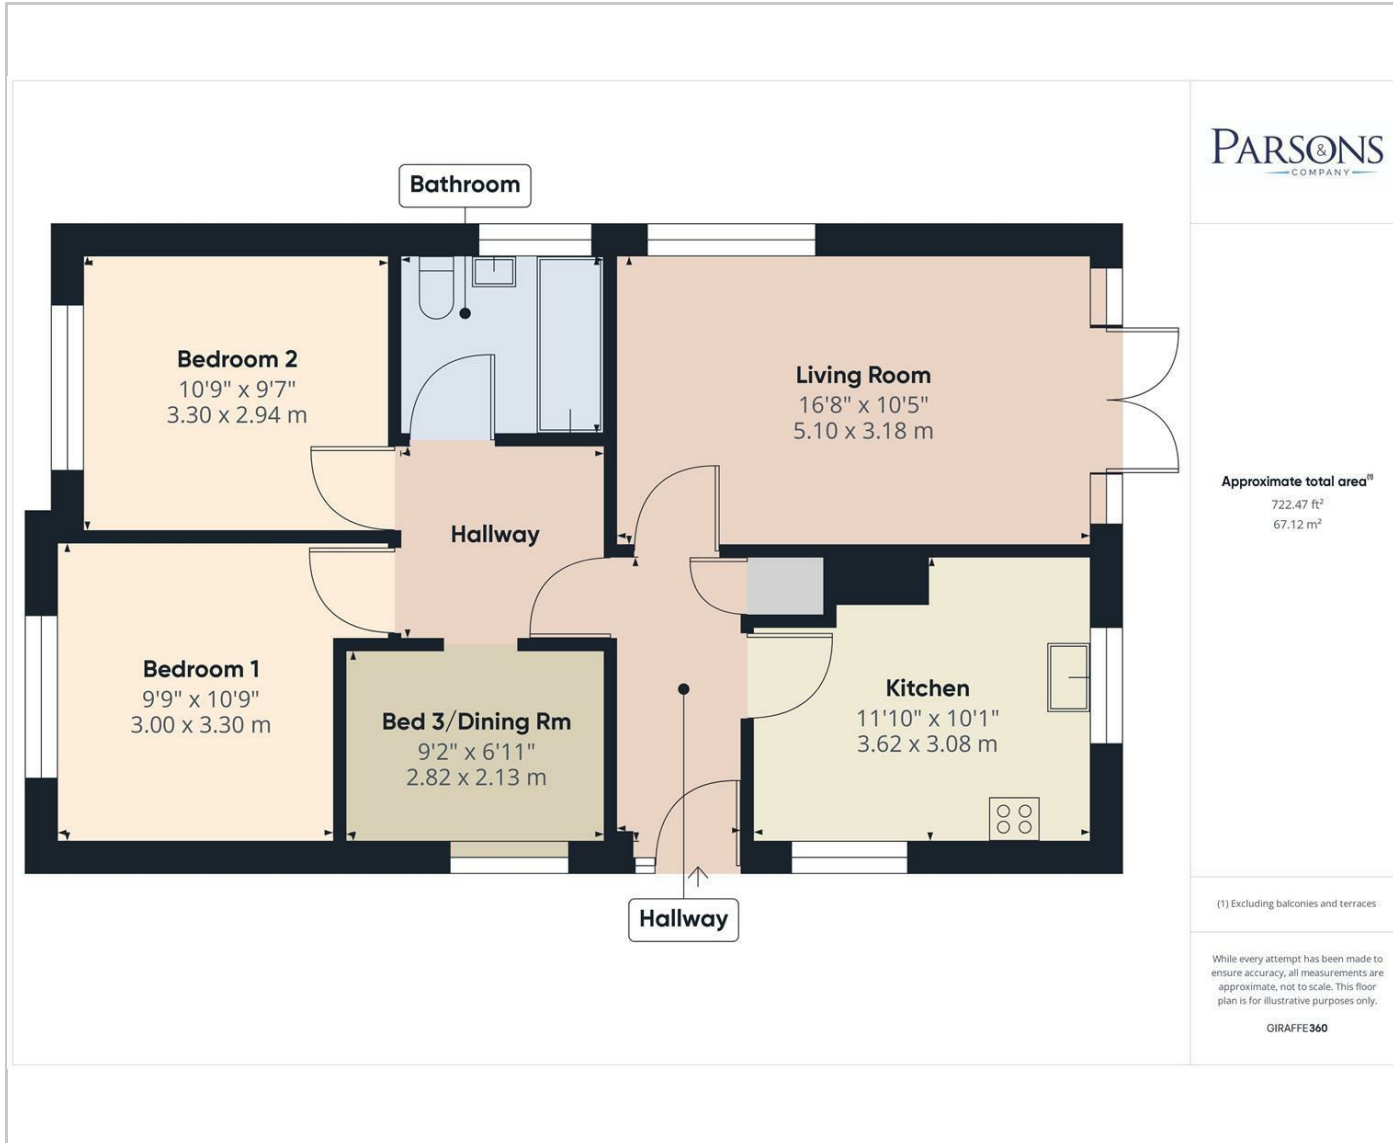 Bathroom
Bedroom 2
10'9" x 9'7"
3.30 x 2.94 m
Living Room
16'8" x 10'5"
5.10 x 3.18 m
Hallway
Bedroom 1
9'9" x 10'9"
3.00 x 3.30 m
Bed 3/Dining Rm
9'2" x 6'11"
2.82 x 2.13 m
Kitchen
11'10" x 10'1"
3.62 x 3.08 m
Hallway
PARSONS &
COMPANY
Approximate total area(1)
722.47 ft²
67.12 m²
(1) Excluding balconies and terraces
While every attempt has been made to
ensure accuracy, all measurements are
approximate, not to scale. This floor
plan is for illustrative purposes only.
GIRAFFE360